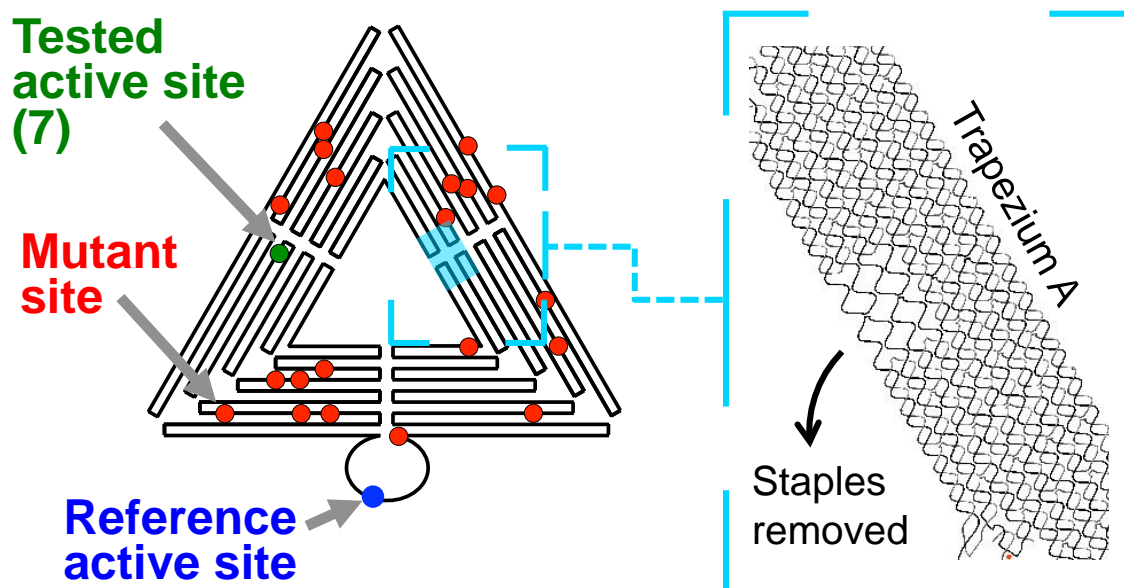 Tested
active site
(7)
Mutant
site
Reference
active site
Trapezium A
Staples
removed